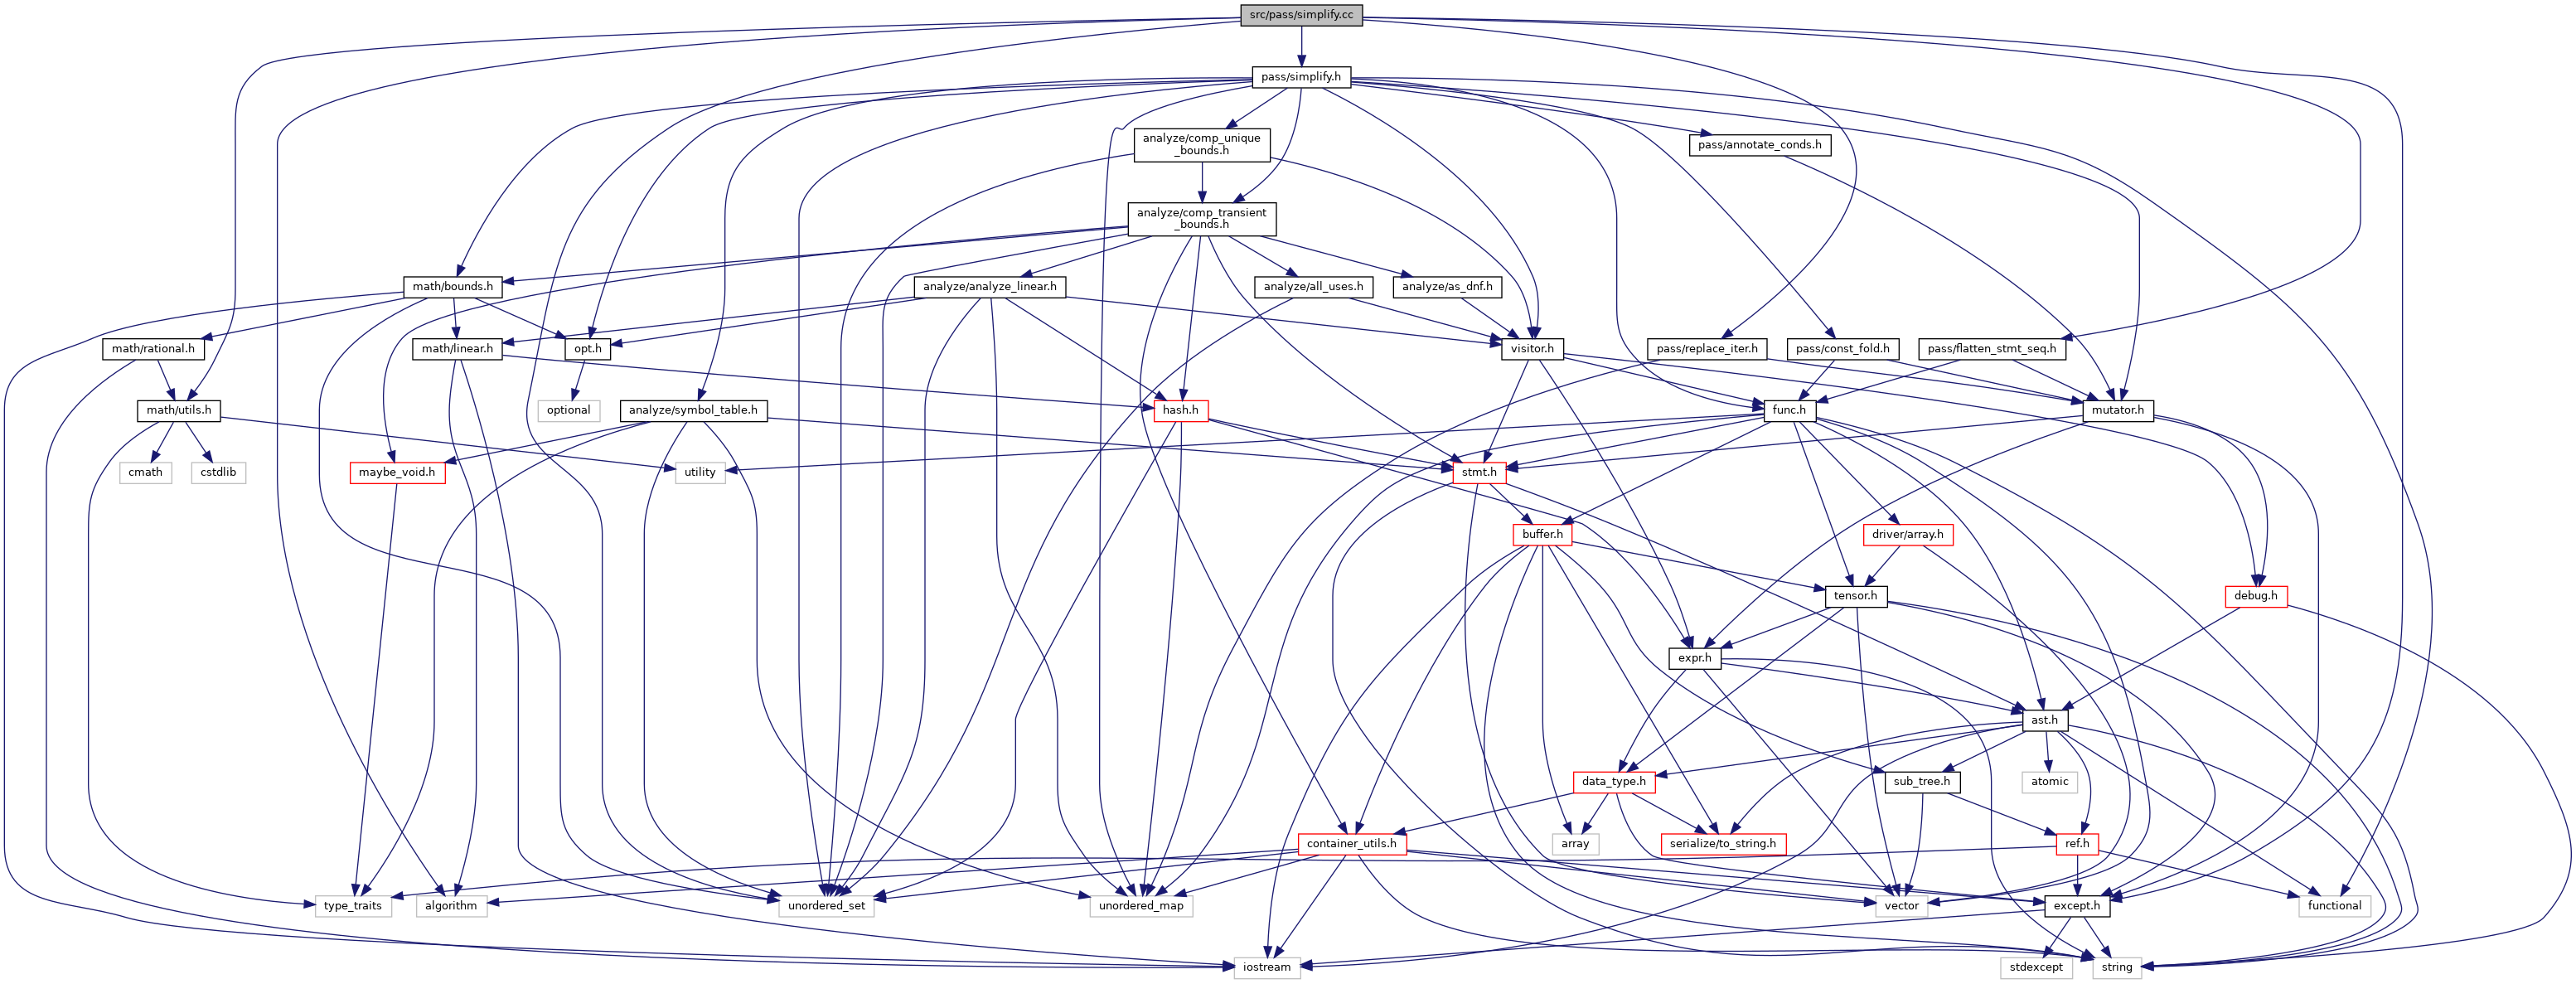 src/pass/simplify.cc
pass/simplify.h
analyze/comp_unique
_bounds.h
pass/annotate_conds.h
analyze/comp_transient
_bounds.h
math/bounds.h
analyze/analyze_linear.h
analyze/all_uses.h
analyze/as_dnf.h
math/rational.h
math/linear.h
opt.h
visitor.h
pass/replace_iter.h
pass/const_fold.h
pass/flatten_stmt_seq.h
math/utils.h
optional
analyze/symbol_table.h
hash.h
func.h
mutator.h
cmath
cstdlib
maybe_void.h
utility
stmt.h
buffer.h
driver/array.h
tensor.h
debug.h
expr.h
ast.h
data_type.h
sub_tree.h
atomic
container_utils.h
array
serialize/to_string.h
ref.h
type_traits
algorithm
unordered_set
unordered_map
vector
except.h
functional
iostream
stdexcept
string